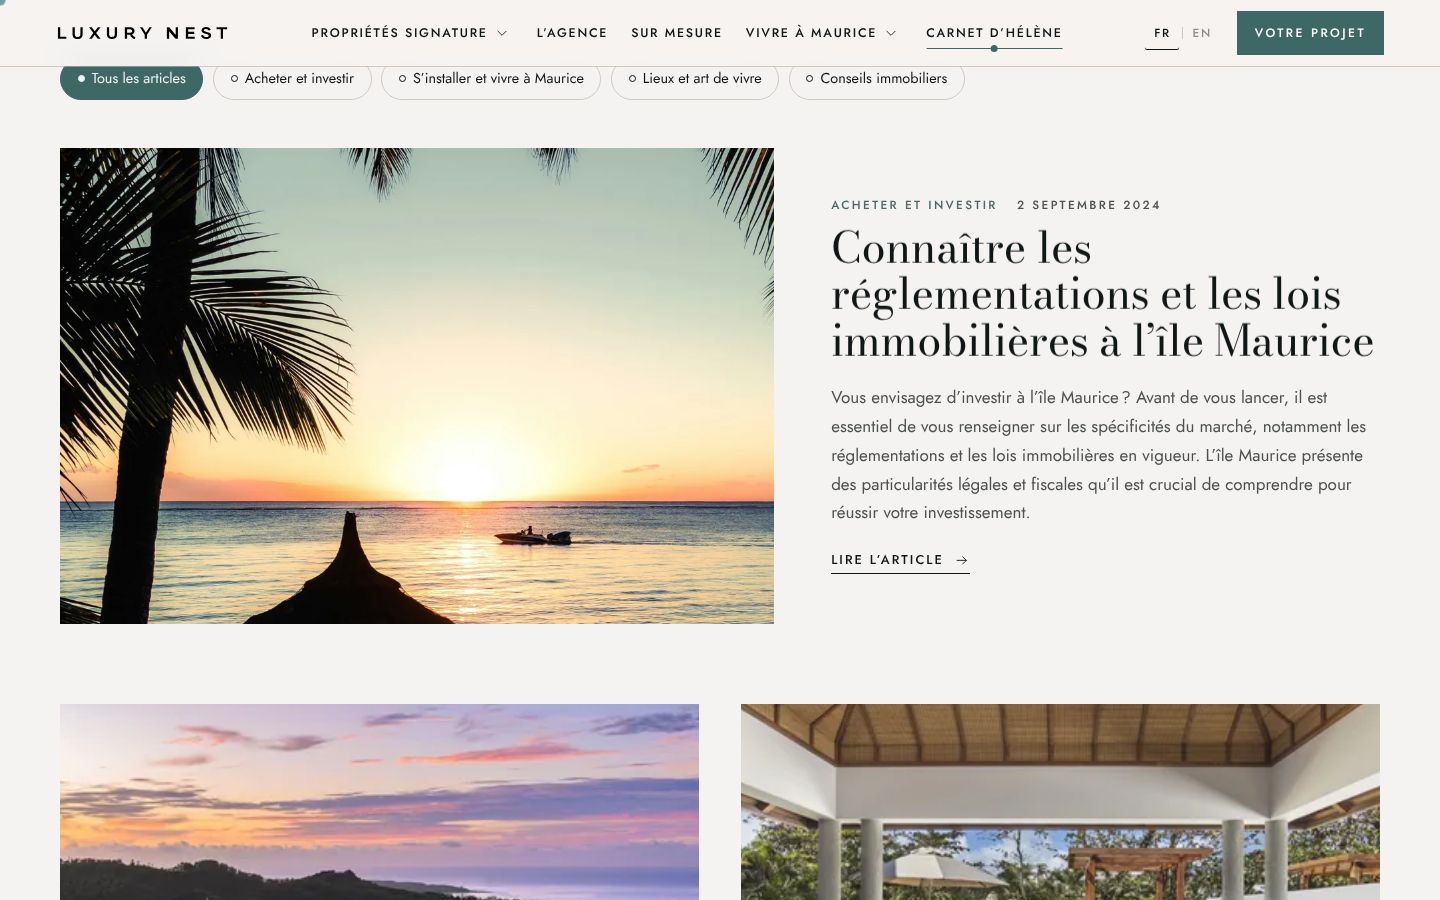 LUXURY NEST
PROPRIÉTÉS SIGNATURE
L’AGENCE
SUR MESURE
VIVRE À MAURICE
CARNET D’HÉLÈNE
FR
EN
VOTRE PROJET
Tous les articles
Acheter et investir
S’installer et vivre à Maurice
Lieux et art de vivre
Conseils immobiliers
ACHETER ET INVESTIR
2 SEPTEMBRE 2024
Connaître les
réglementations et les lois
immobilières à l’île Maurice
Vous envisagez d’investir à l’île Maurice ? Avant de vous lancer, il est
essentiel de vous renseigner sur les spécificités du marché, notamment les
réglementations et les lois immobilières en vigueur. L’île Maurice présente
des particularités légales et fiscales qu’il est crucial de comprendre pour
réussir votre investissement.
LIRE L’ARTICLE